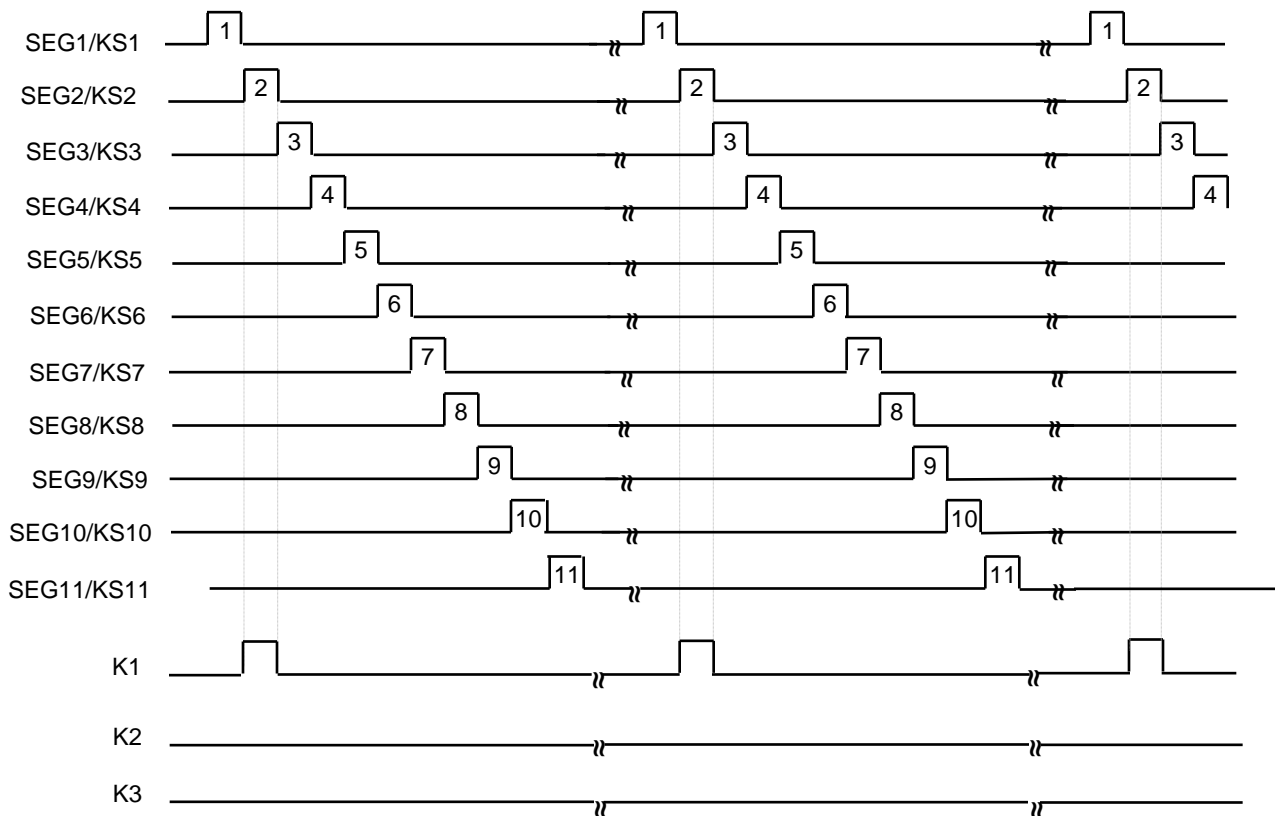 SEG1/KS1 1 1 1
SEG2/KS2 2 2 2
SEG3/KS3 3 3 3
SEG4/KS4 4 4 4
SEG5/KS5 5 5
SEG6/KS6 6 6
SEG7/KS7 7 7
SEG8/KS8 8 8
SEG9/KS9 9 9
SEG10/KS10 10 10
SEG11/KS11 11 11
K1
K2
K3